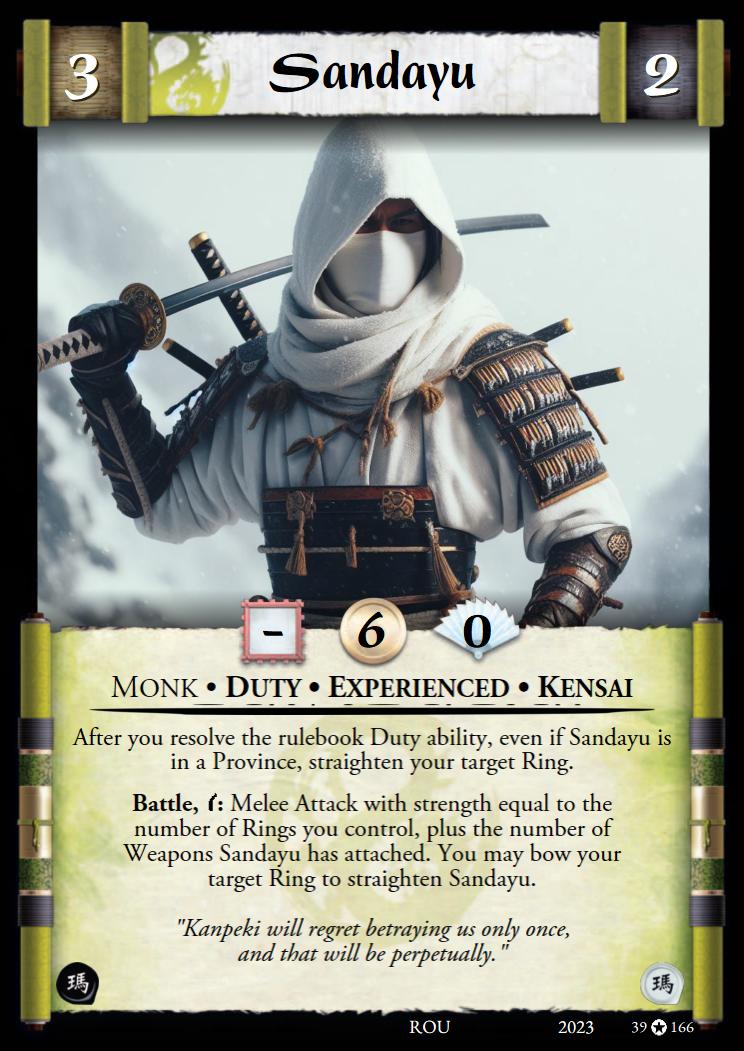 3
Sandayu
2
-
6
0
MONK • DUTY • EXPERIENCED • KENSAI
After you resolve the rulebook Duty ability, even if Sandayu is
in a Province, straighten your target Ring.
Battle, : Melee Attack with strength equal to the
number of Rings you control, plus the number of
Weapons Sandayu has attached. You may bow your
target Ring to straighten Sandayu.
"Kanpeki will regret betraying us only once,
and that will be perpetually."
瑪
瑪
ROU 2023 39 ✪ 166